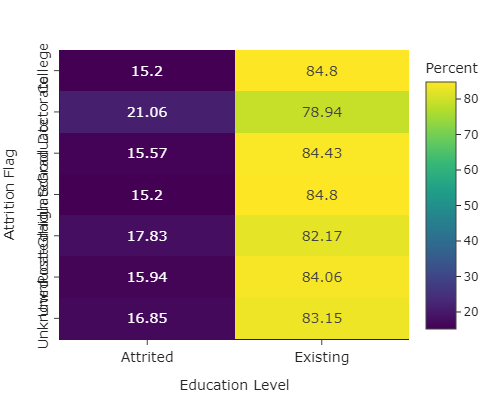 Percent
College
15.2
84.8
Doctorate
21.06
78.94
Graduate
15.57
84.43
15.2
84.8
17.83
82.17
15.94
84.06
Unknown
16.85
83.15
Attrition Flag
80
70
60
50
40
30
20
Attrited
Existing
Education Level